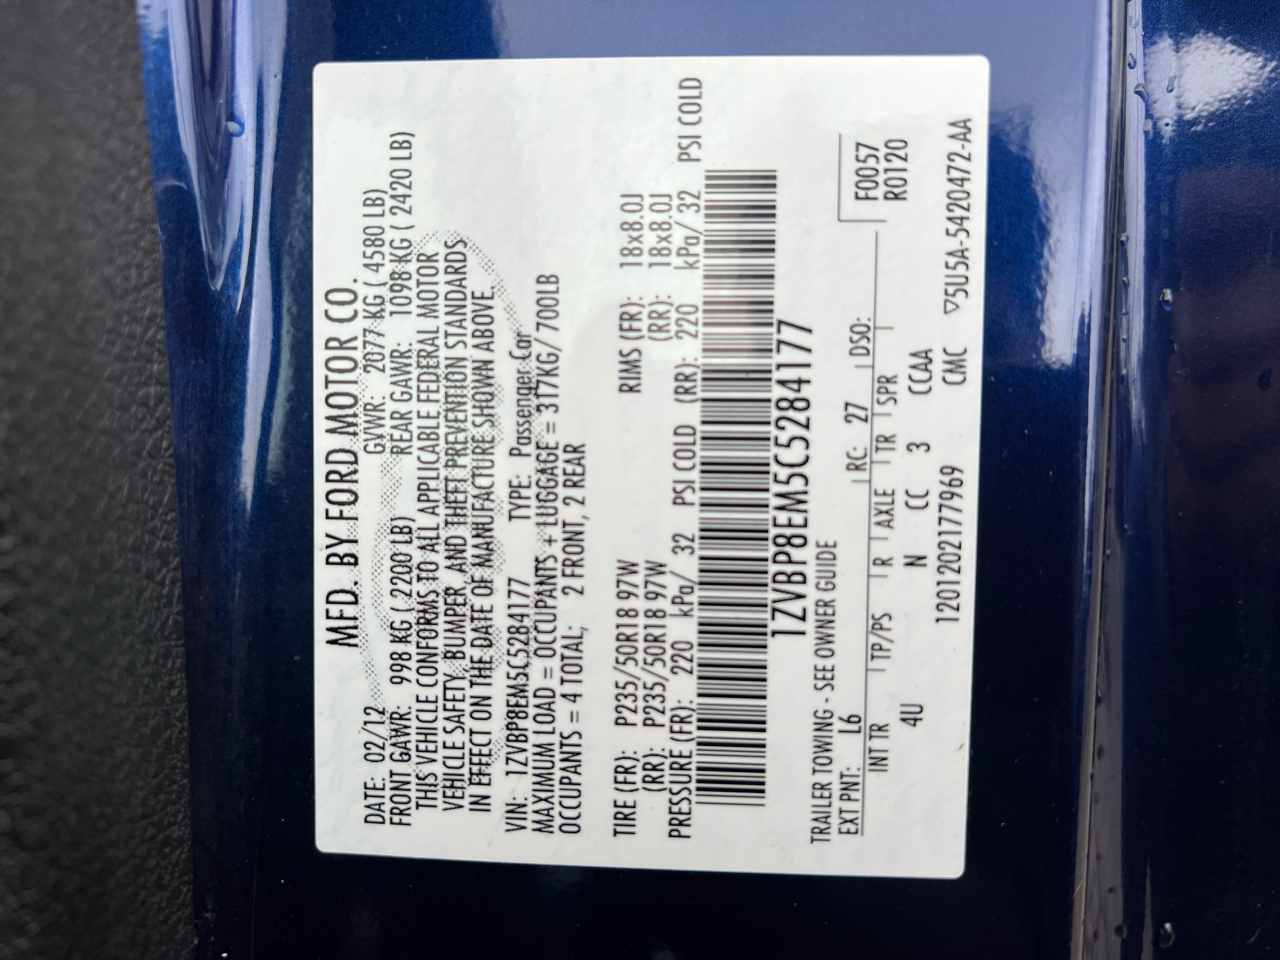 MFD. BY FORD MOTOR CO.
DATE: 02/12 GVWR: 2077 KG ( 4580 LB)
FRONT GAWR: 998 KG ( 2200 LB) REAR GAWR: 1098 KG ( 2420 LB)
THIS VEHICLE CONFORMS TO ALL APPLICABLE FEDERAL MOTOR
VEHICLE SAFETY, BUMPER, AND THEFT PREVENTION STANDARDS
IN EFFECT ON THE DATE OF MANUFACTURE SHOWN ABOVE.
VIN: 1ZVBP8EM5C5284177 TYPE: Passenger Car
MAXIMUM LOAD = OCCUPANTS + LUGGAGE = 317KG/ 700LB
OCCUPANTS = 4 TOTAL; 2 FRONT, 2 REAR
TIRE (FR): P235/50R18 97W RIMS (FR): 18x8.0J
(RR): P235/50R18 97W (RR): 18x8.0J
PRESSURE (FR): 220 kPa/ 32 PSI COLD (RR): 220 kPa/ 32 PSI COLD
1ZVBP8EM5C5284177
TRAILER TOWING - SEE OWNER GUIDE
EXT PNT: L6 RC: 27 DSO: F0057
INT TR TP/PS R AXLE TR SPR R0120
4U N CC 3 CCAA
1201202177969 CMC ▽5U5A-5420472-AA